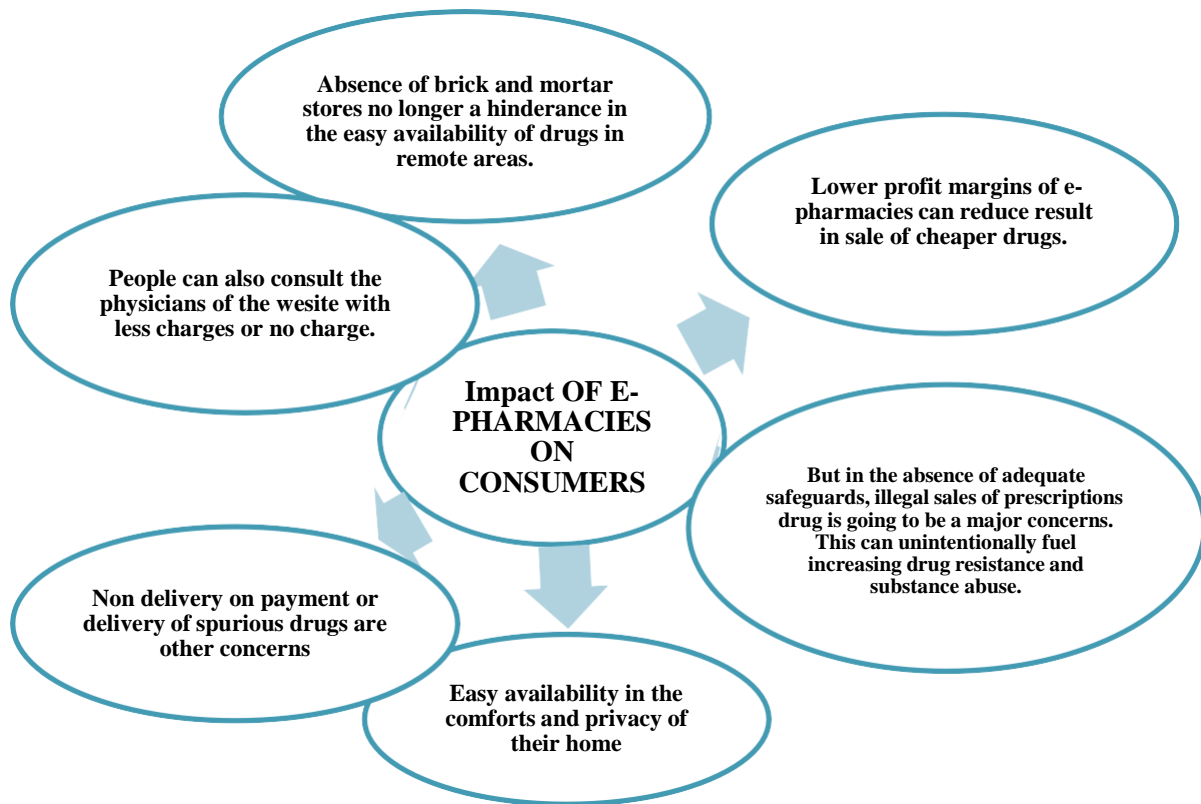 Absence of brick and mortar
stores no longer a hinderance in
the easy availability of drugs in
remote areas.
Lower profit margins of e-
pharmacies can reduce result
in sale of cheaper drugs.
People can also consult the
physicians of the wesite with
less charges or no charge.
Impact OF E-
PHARMACIES
ON
CONSUMERS
But in the absence of adequate
safeguards, illegal sales of prescriptions
drug is going to be a major concerns.
This can unintentionally fuel
increasing drug resistance and
substance abuse.
Non delivery on payment or
delivery of spurious drugs are
other concerns
Easy availability in the
comforts and privacy of
their home